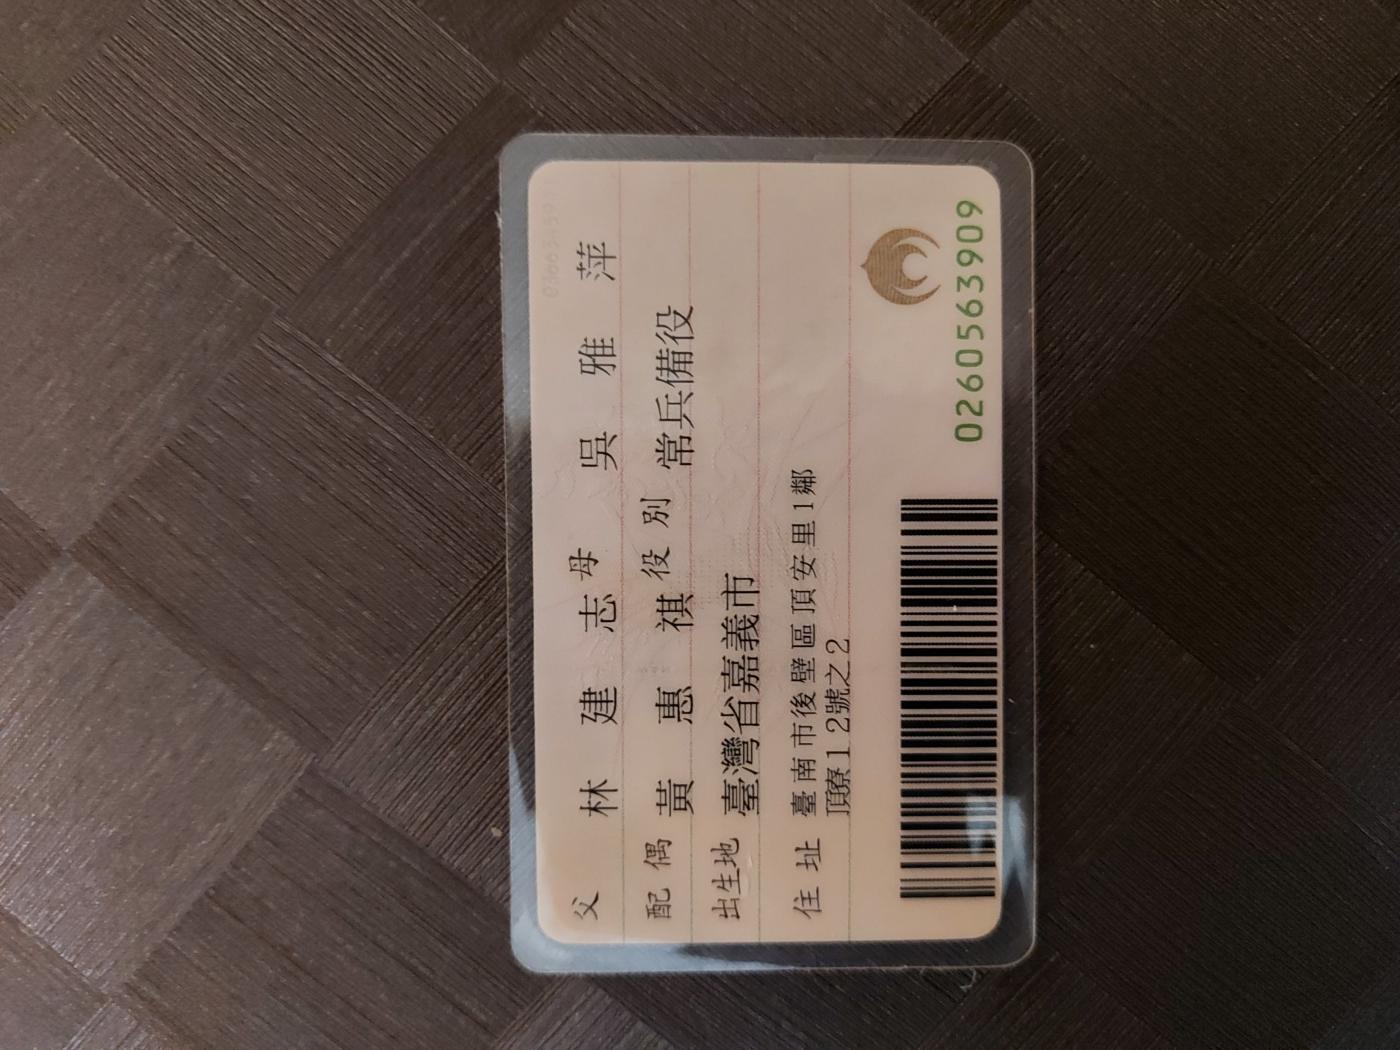 父 林建志 母 吳雅萍
配偶 黃惠祺 役別 常兵備役
出生地 臺灣省嘉義市
住址 臺南市後壁區頂安里1鄰
頂寮12號之2
0260563909